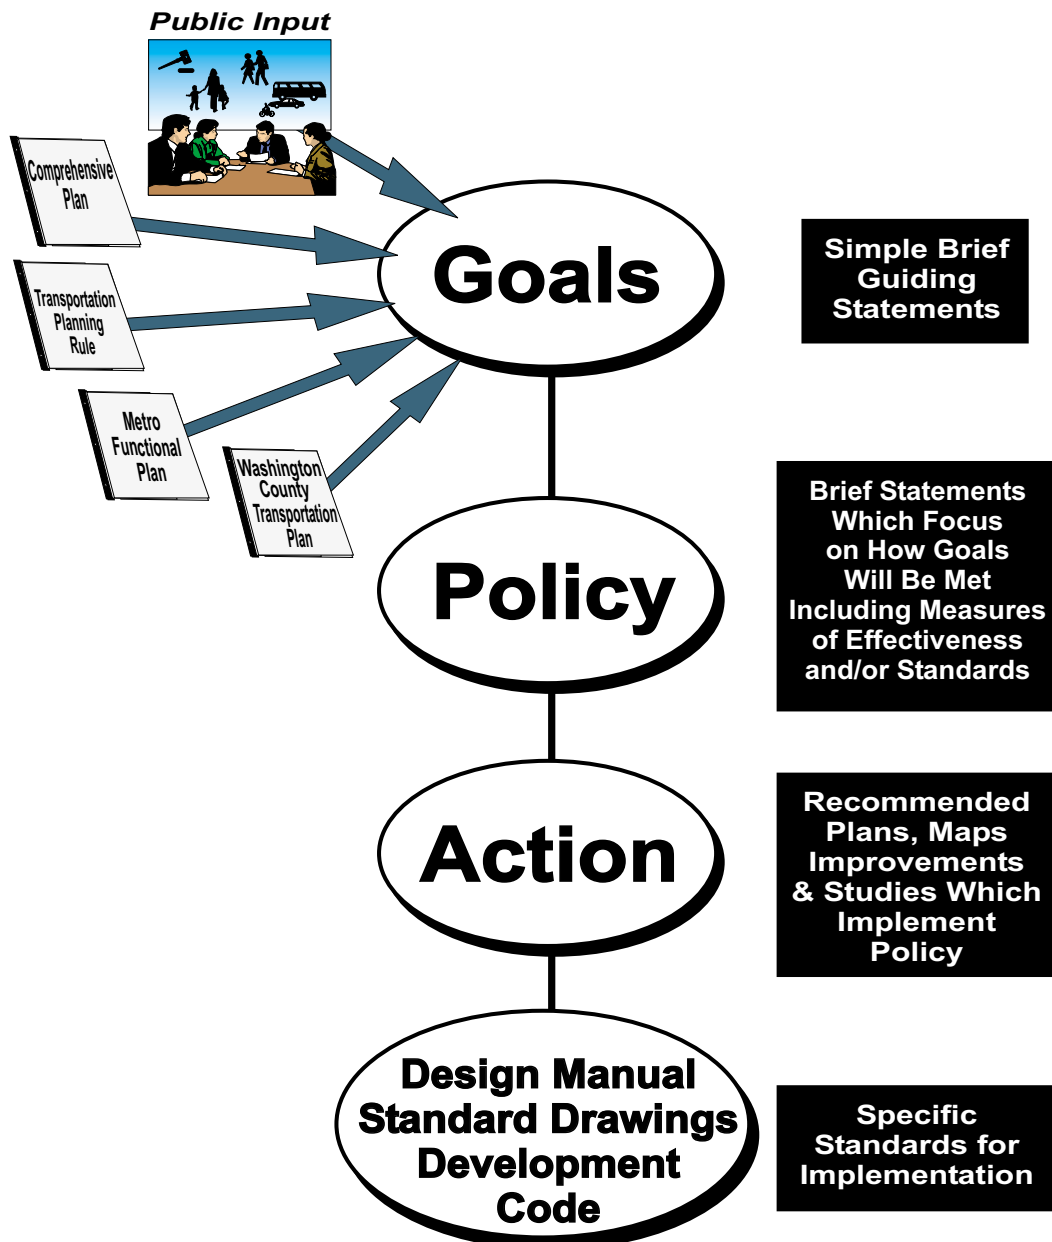 Public Input
Comprehensive
Plan
Transportation
Planning
Rule
Metro
Functional
Plan
Washington
County
Transportation
Plan
Goals
Simple Brief
Guiding
Statements
Policy
Brief Statements
Which Focus
on How Goals
Will Be Met
Including Measures
of Effectiveness
and/or Standards
Action
Recommended
Plans, Maps
Improvements
& Studies Which
Implement
Policy
Design Manual
Standard Drawings
Development
Code
Specific
Standards for
Implementation